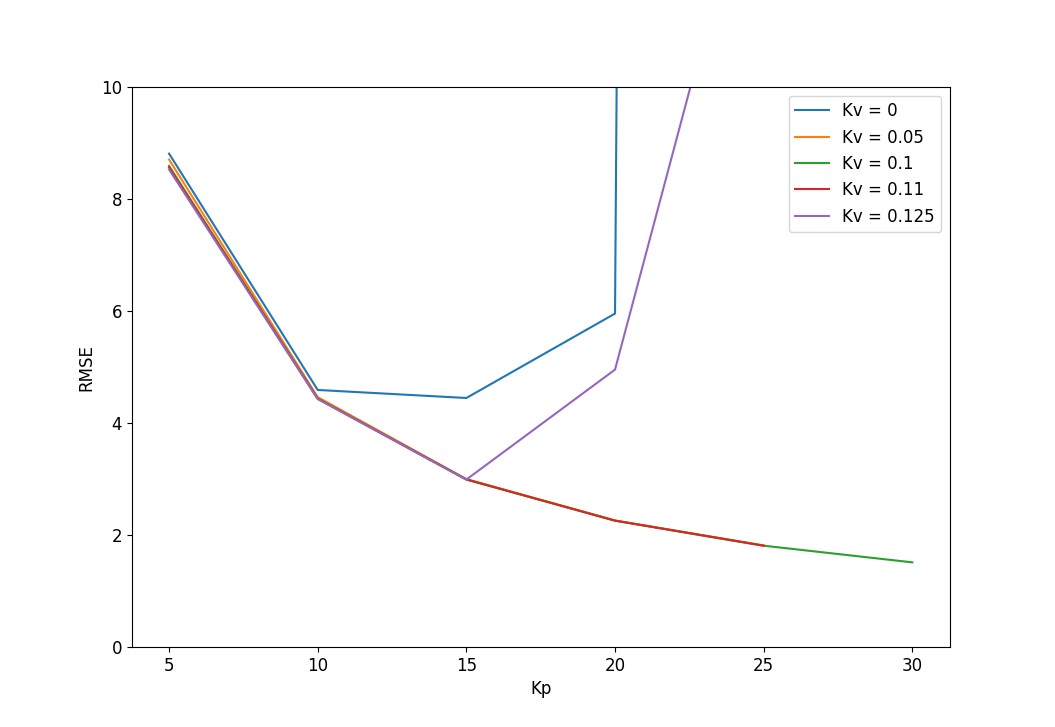 10
8
6
4
2
0
RMSE
5 10 15 20 25 30
Kp
Kv = 0
Kv = 0.05
Kv = 0.1
Kv = 0.11
Kv = 0.125